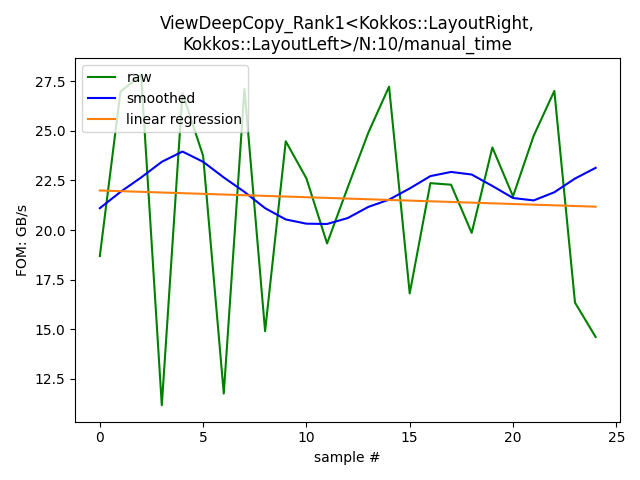 ViewDeepCopy_Rank1<Kokkos::LayoutRight,
Kokkos::LayoutLeft>/N:10/manual_time
raw
smoothed
linear regression
FOM: GB/s
27.5
25.0
22.5
20.0
17.5
15.0
12.5
0
5
10
15
20
25
sample #